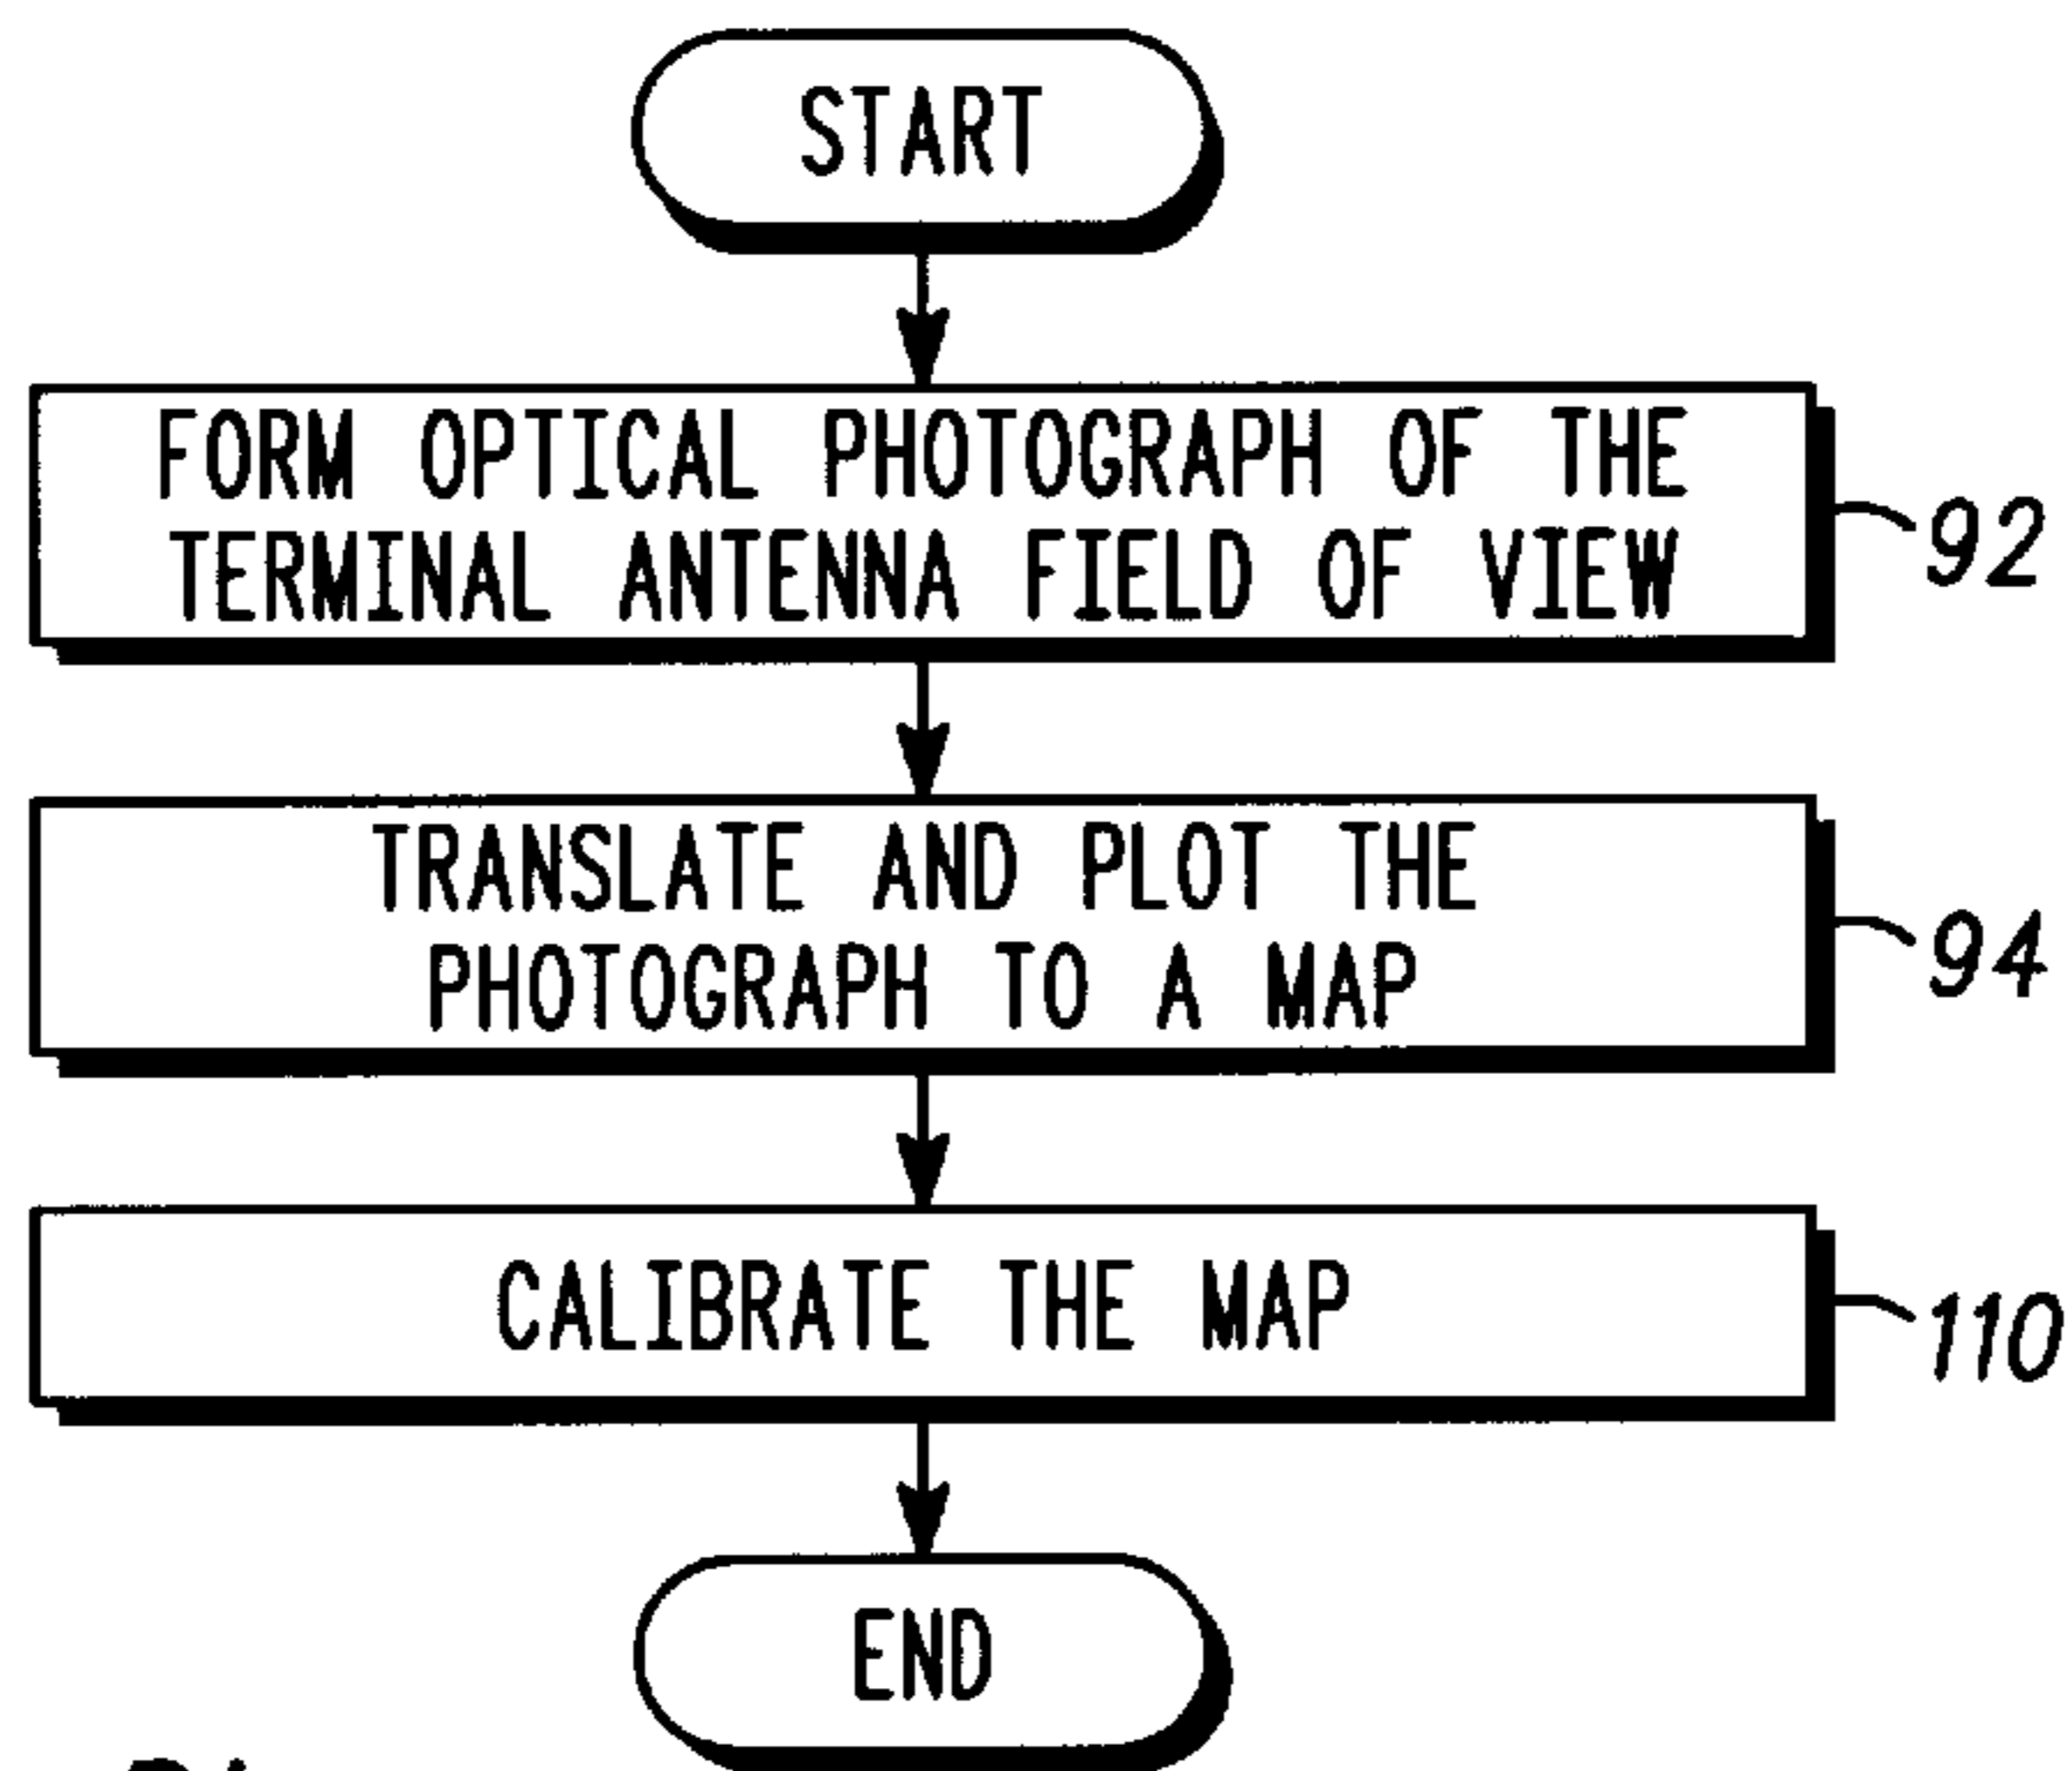 START
FORM OPTICAL PHOTOGRAPH OF THE
TERMINAL ANTENNA FIELD OF VIEW
92
TRANSLATE AND PLOT THE
PHOTOGRAPH TO A MAP
94
CALIBRATE THE MAP
110
END